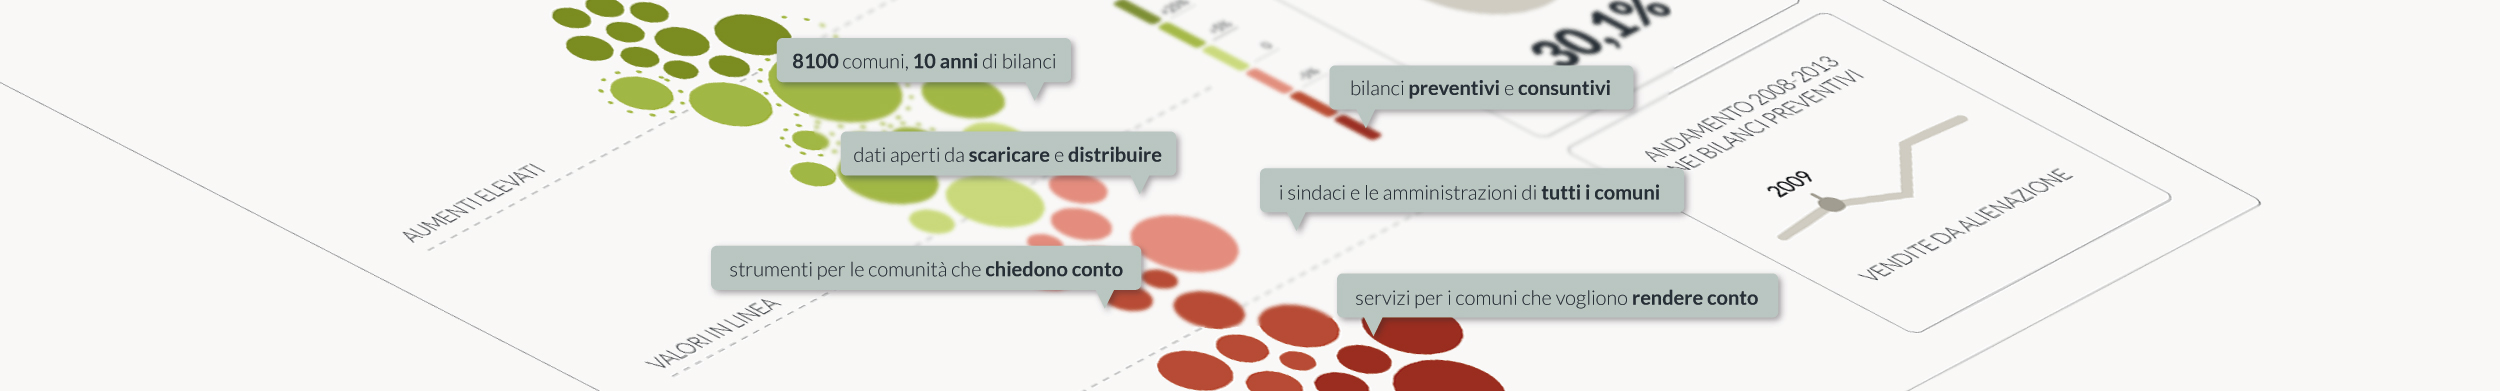 8100 comuni, 10 anni di bilanci
30,1%
bilanci preventivi e consuntivi
ANDAMENTO 2008-2013
NEI BILANCI PREVENTIVI
dati aperti da scaricare e distribuire
i sindaci e le amministrazioni di tutti i comuni
2009
AUMENTI ELEVATI
VENDITE DA ALIENAZIONE
strumenti per le comunità che chiedono conto
servizi per i comuni che vogliono rendere conto
VALORI IN LINEA